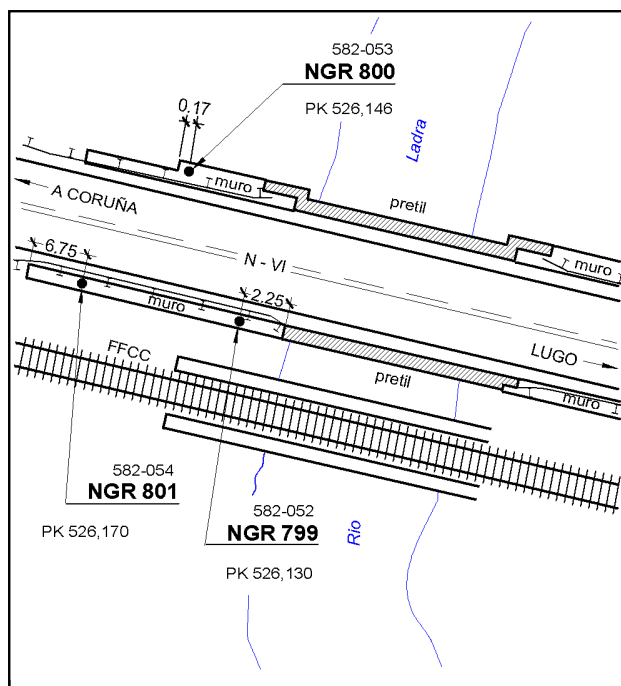 582-053
NGR 800
PK 526,146
0.17
Ladra
muro
pretil
A CORUÑA
muro
N - VI
6.75
2.25
muro
LUGO
FFCC
pretil
muro
582-054
NGR 801
PK 526,170
582-052
NGR 799
PK 526,130
Rio